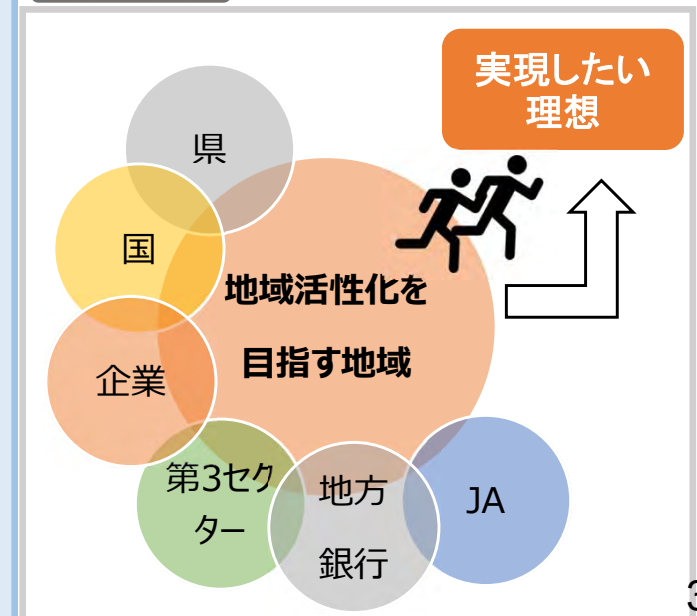 実現したい
理想
県
国
地域活性化を
目指す地域
企業
第3セク
ター
地方
銀行
JA
3